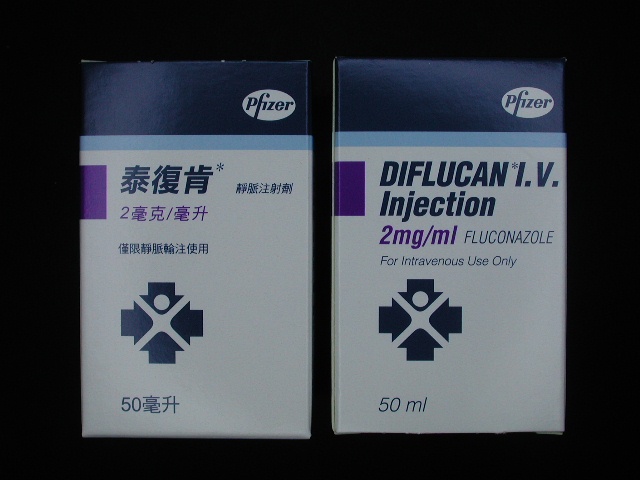 Pfizer
泰復肯* 靜脈注射劑
2毫克/毫升
僅限靜脈輸注使用
50毫升
Pfizer
DIFLUCAN* I.V.
Injection
2mg/ml FLUCONAZOLE
For Intravenous Use Only
50 ml